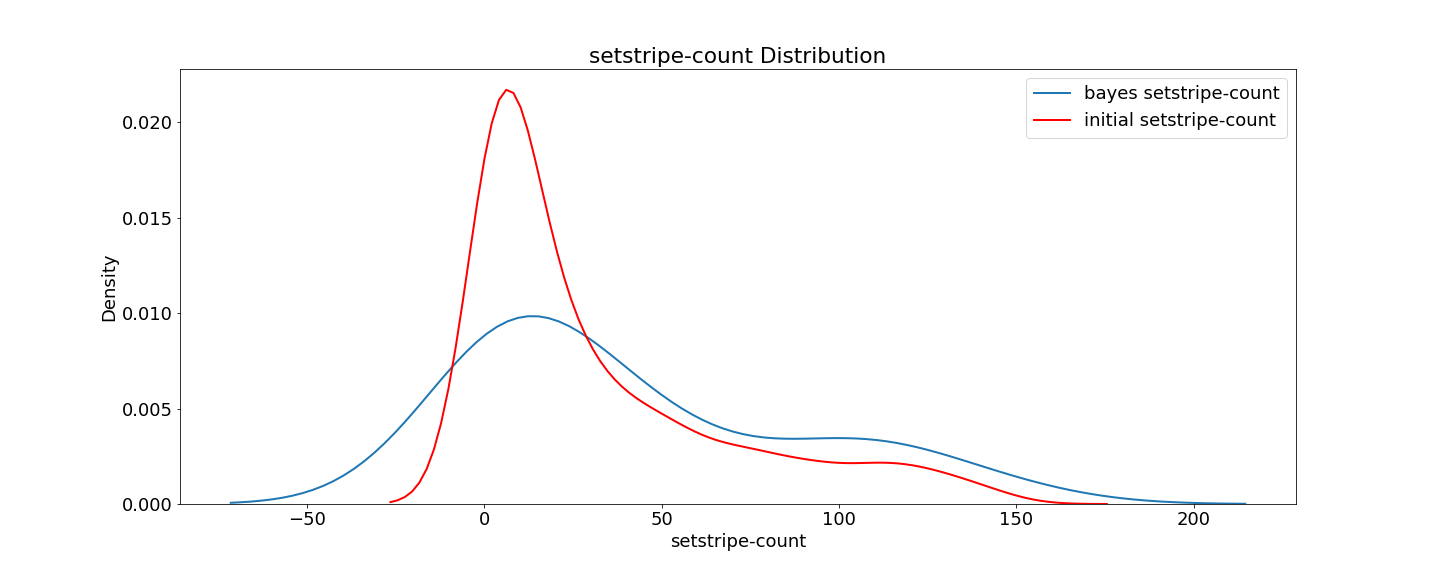 setstripe-count Distribution
bayes setstripe-count
initial setstripe-count
Density
0.020
0.015
0.010
0.005
0.000
−50 0 50 100 150 200
setstripe-count